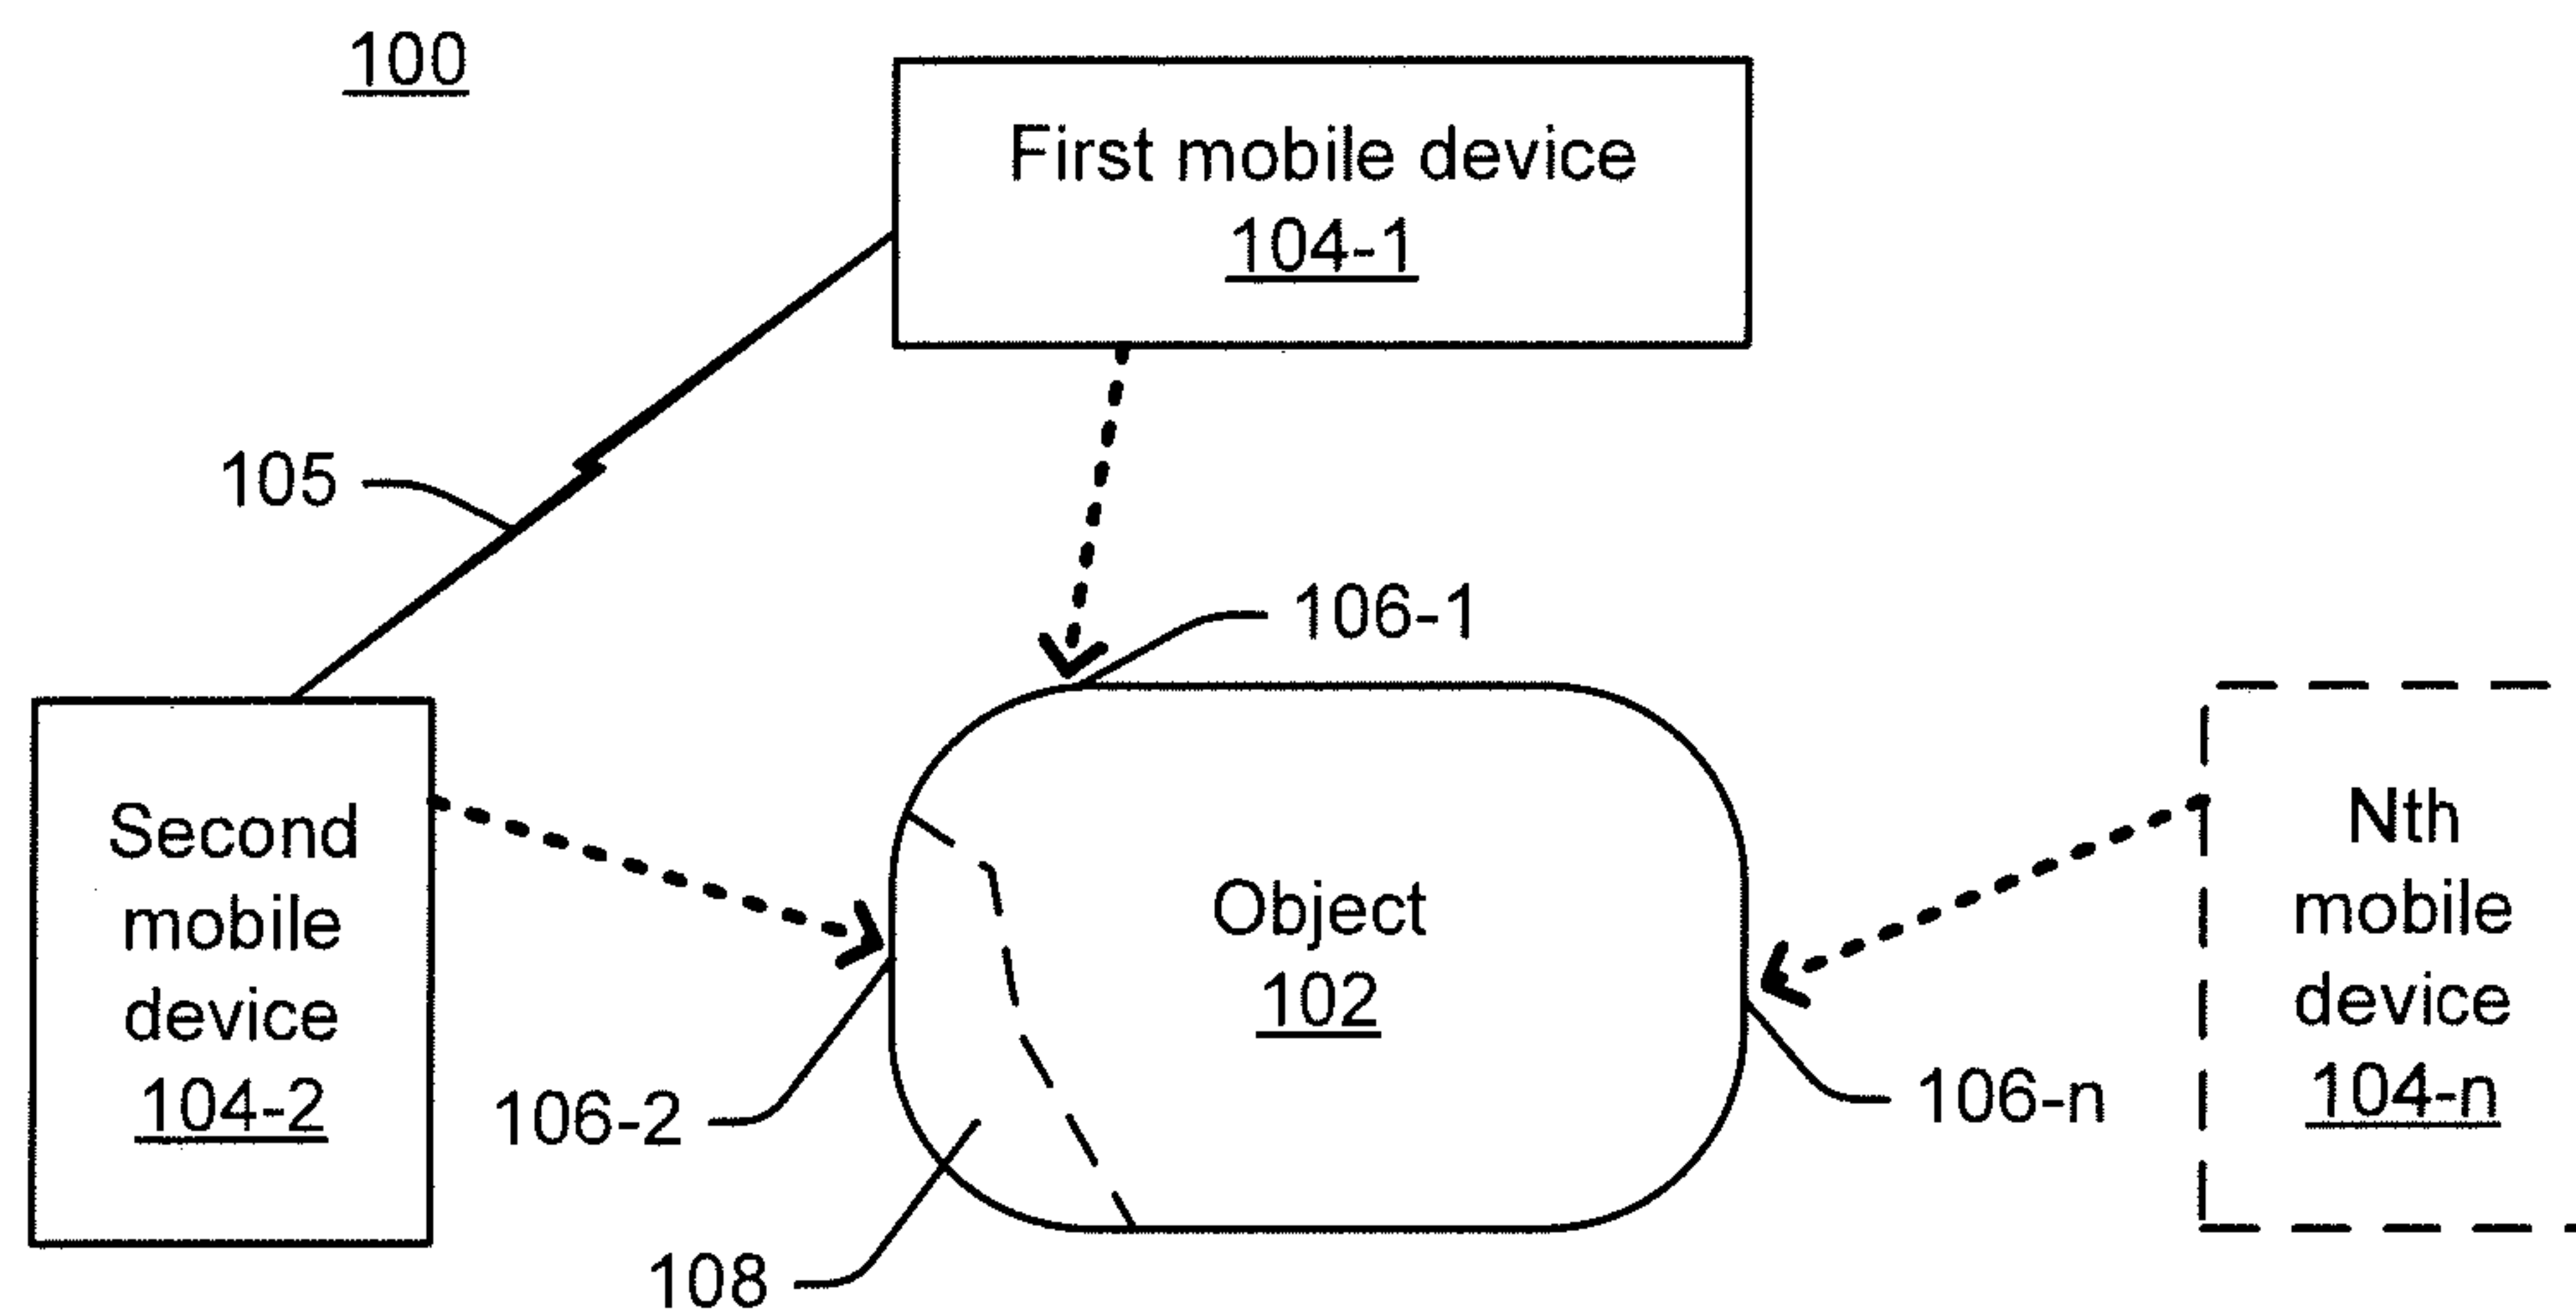 100
First mobile device
104-1
105
106-1
Second
mobile
device
104-2
Object
102
Nth
mobile
device
104-n
106-2
106-n
108